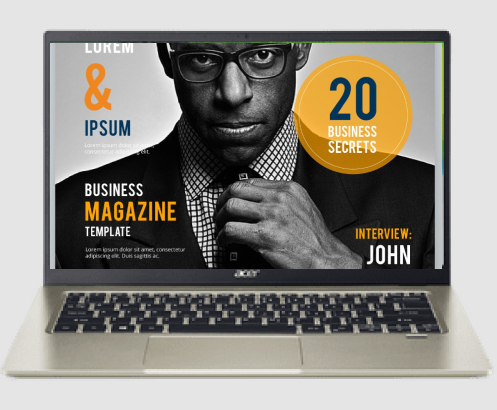 LOREM
&
IPSUM
Lorem ipsum dolor sit amet,
consectetur adipiscing elit.
BUSINESS
MAGAZINE
TEMPLATE
Lorem ipsum dolor sit amet, consectetur
adipiscing elit. Duis sagittis ac.
20
BUSINESS
SECRETS
INTERVIEW:
JOHN
acer